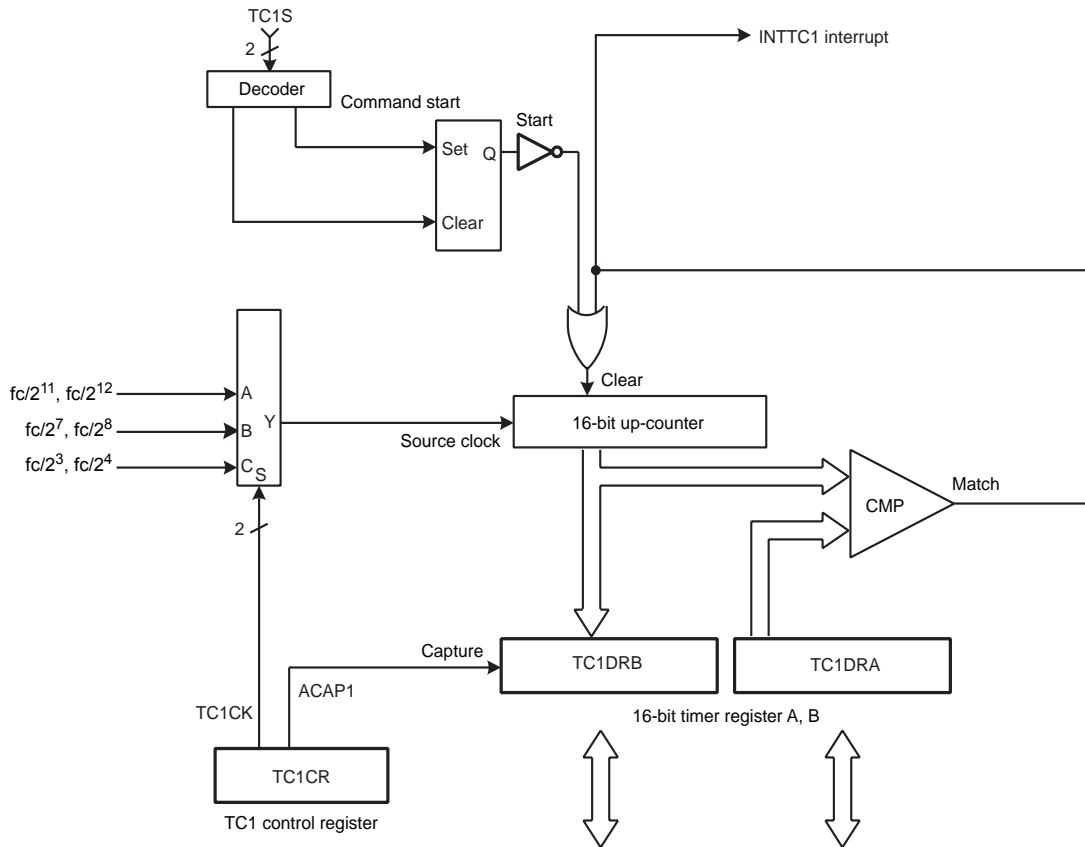 TC1S
INTTC1 interrupt
2
Decoder
Command start
Start
Set
Q
Clear
Clear
fc/2^11, fc/2^12
A
fc/2^7, fc/2^8
B
Y
fc/2^3, fc/2^4
C
S
Source clock
16-bit up-counter
Match
CMP
2
Capture
TC1DRB
TC1DRA
ACAP1
TC1CK
16-bit timer register A, B
TC1CR
TC1 control register